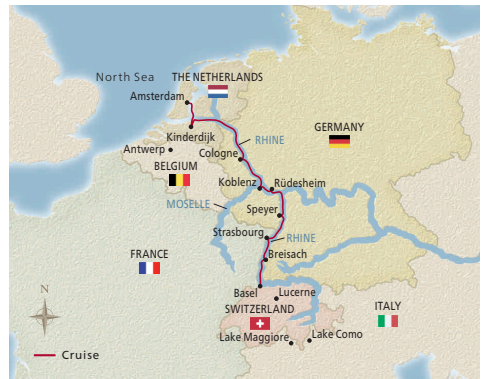 North Sea
THE NETHERLANDS
Amsterdam
Kinderdijk
RHINE
GERMANY
Antwerp
Cologne
BELGIUM
Koblenz
Rüdesheim
MOSELLE
Speyer
Strasbourg
RHINE
FRANCE
Breisach
Basel
Lucerne
SWITZERLAND
ITALY
N
Lake Maggiore
Lake Como
Cruise